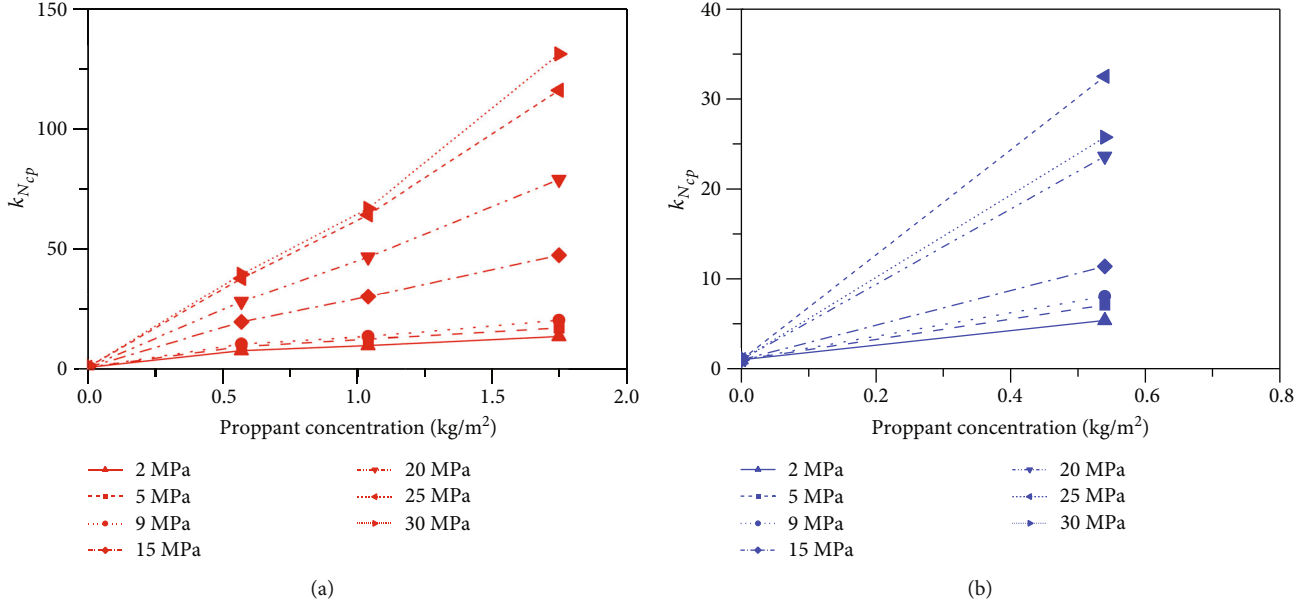 150
100
50
0
k_{N_{cp}}
0.0 0.5 1.0 1.5 2.0
Proppant concentration (kg/m²)
2 MPa 20 MPa
5 MPa 25 MPa
9 MPa 30 MPa
15 MPa
(a)
40
30
20
10
0
k_{N_{cp}}
0.0 0.2 0.4 0.6 0.8
Proppant concentration (kg/m²)
2 MPa 20 MPa
5 MPa 25 MPa
9 MPa 30 MPa
15 MPa
(b)